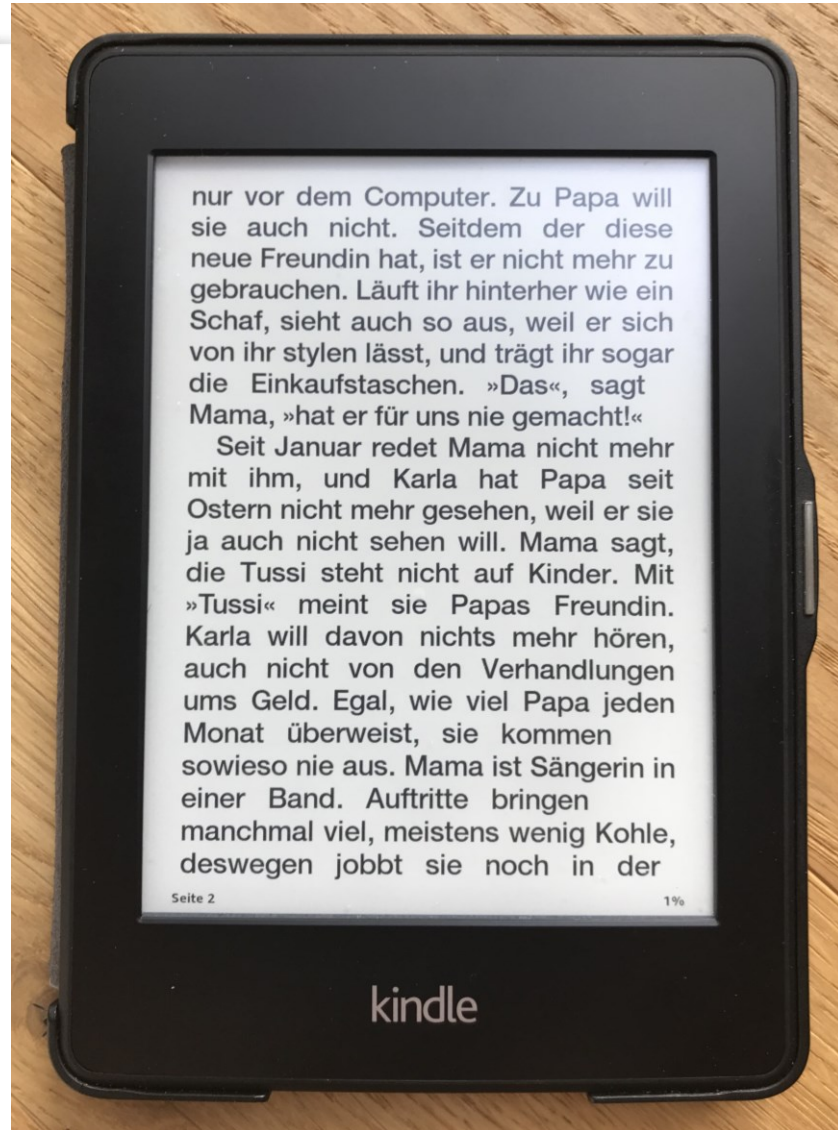 nur vor dem Computer. Zu Papa will
sie auch nicht. Seitdem der diese
neue Freundin hat, ist er nicht mehr zu
gebrauchen. Läuft ihr hinterher wie ein
Schaf, sieht auch so aus, weil er sich
von ihr stylen lässt, und trägt ihr sogar
die Einkaufstaschen. »Das«, sagt
Mama, »hat er für uns nie gemacht!«
Seit Januar redet Mama nicht mehr
mit ihm, und Karla hat Papa seit
Ostern nicht mehr gesehen, weil er sie
ja auch nicht sehen will. Mama sagt,
die Tussi steht nicht auf Kinder. Mit
»Tussi« meint sie Papas Freundin.
Karla will davon nichts mehr hören,
auch nicht von den Verhandlungen
ums Geld. Egal, wie viel Papa jeden
Monat überweist, sie kommen
sowieso nie aus. Mama ist Sängerin in
einer Band. Auftritte bringen
manchmal viel, meistens wenig Kohle,
deswegen jobbt sie noch in der
Seite 2 1%
kindle